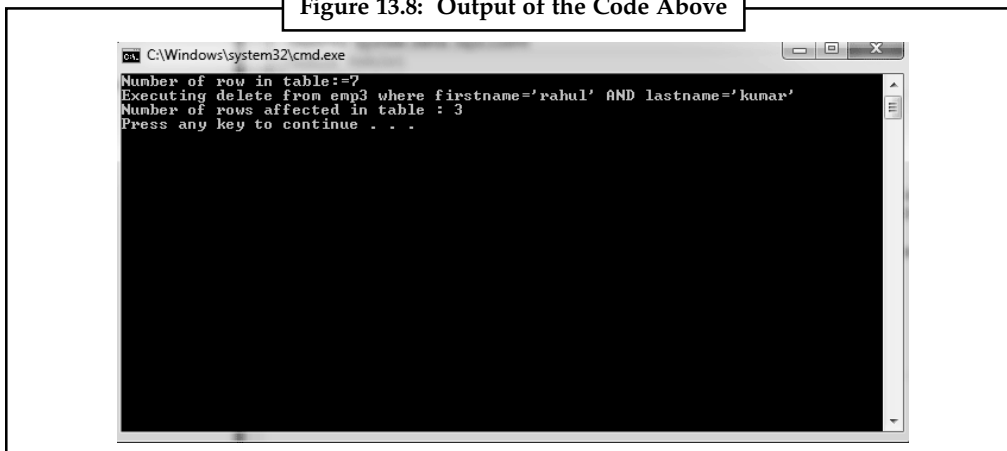 Figure 13.8: Output of the Code Above
C:\Windows\system32\cmd.exe
Number of row in table:=7
Executing delete from emp3 where firstname='rahul' AND lastname='kumar'
Number of rows affected in table : 3
Press any key to continue . . .